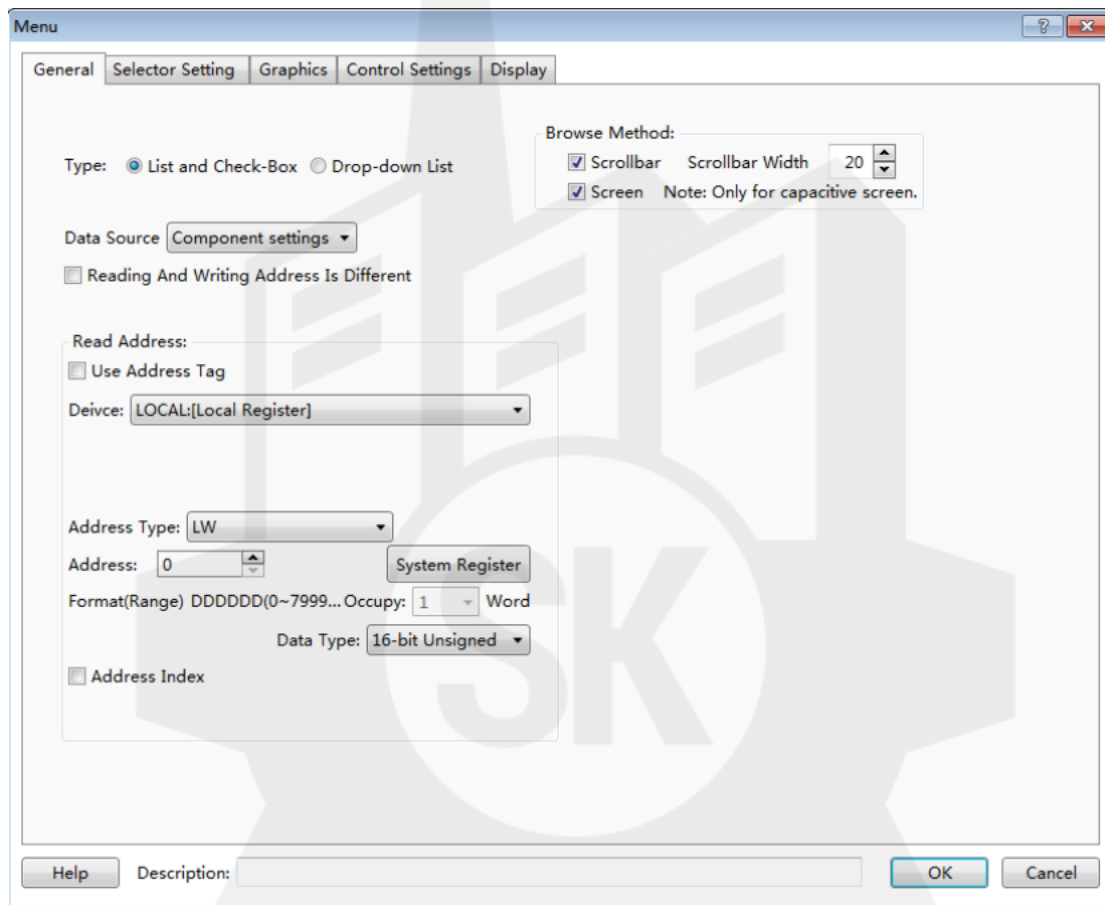 Menu
General Selector Setting Graphics Control Settings Display
Browse Method:
Type: List and Check-Box Drop-down List
Scrollbar Scrollbar Width 20
Screen Note: Only for capacitive screen.
Data Source Component settings
Reading And Writing Address Is Different
Read Address:
Use Address Tag
Deivce: LOCAL:[Local Register]
Address Type: LW
Address: 0 System Register
Format(Range) DDDDDD(0~7999... Occupy: 1 Word
Data Type: 16-bit Unsigned
Address Index
SK
Help Description: OK Cancel